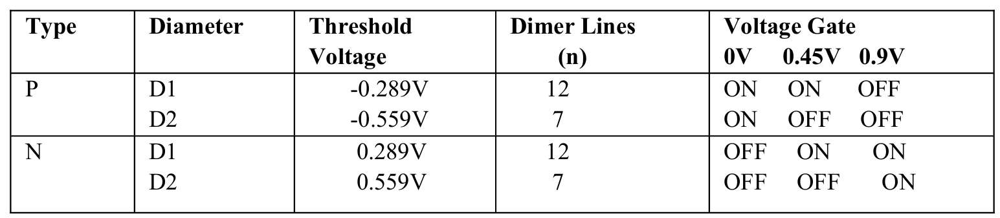 Type Diameter Threshold Voltage Dimer Lines (n) Voltage Gate
0V 0.45V 0.9V
P D1 -0.289V 12 ON ON OFF
D2 -0.559V 7 ON OFF OFF
N D1 0.289V 12 OFF ON ON
D2 0.559V 7 OFF OFF ON